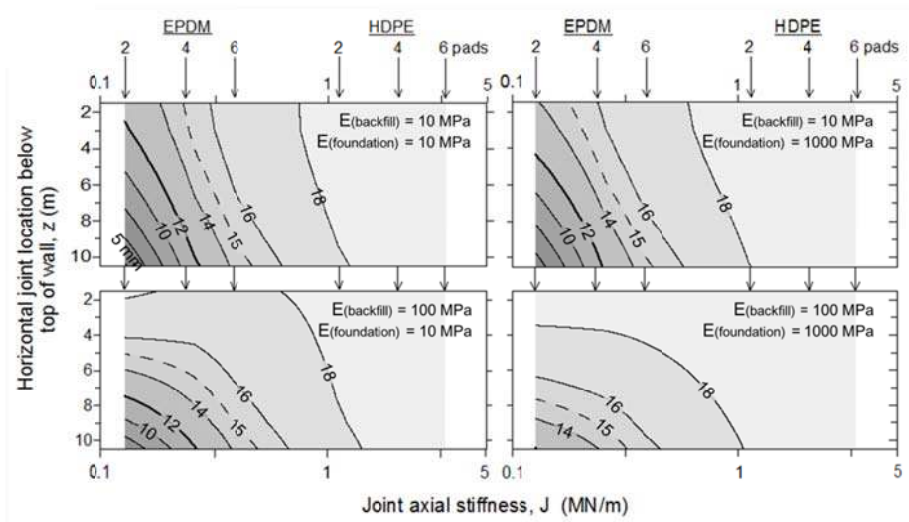 EPDM HDPE EPDM HDPE
2 4 6 2 4 6 pads 2 4 6 2 4 6 pads
0.1 1 5 0.1 1 5
E(backfill) = 10 MPa
E(foundation) = 10 MPa
2
4
6
8
10
5 mm 10 12 14 15 16 18
E(backfill) = 10 MPa
E(foundation) = 1000 MPa
10 12 14 15 16 18
E(backfill) = 100 MPa
E(foundation) = 10 MPa
2
4
6
8
10
10 12 14 15 16 18
E(backfill) = 100 MPa
E(foundation) = 1000 MPa
14 15 16 18
0.1 1 5 0.1 1 5
Horizontal joint location below
top of wall, z (m)
Joint axial stiffness, J (MN/m)